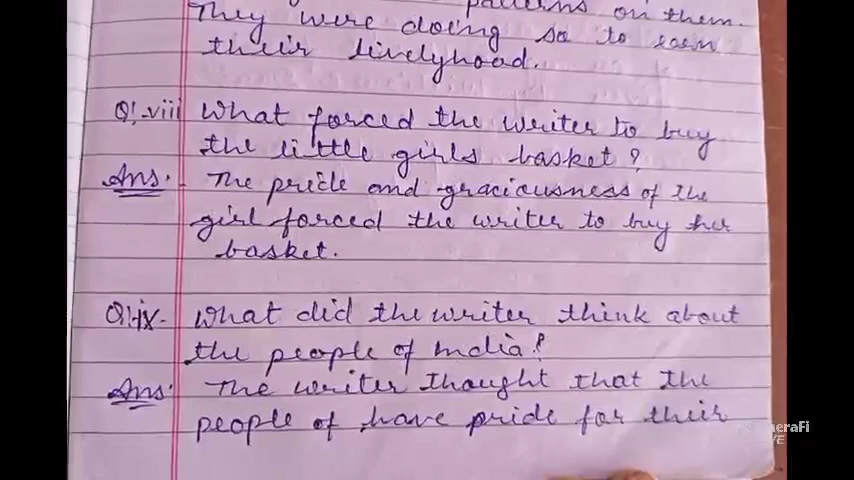 patterns on them.
They were doing so to earn
their livelyhood.
Q!-viii What forced the writer to buy
the little girls basket?
Ans.- The pride and graciousness of the
girl forced the writer to buy her
basket.
Q!-ix- What did the writer think about
the people of India?
Ans: The writer thought that the
people of have pride for their